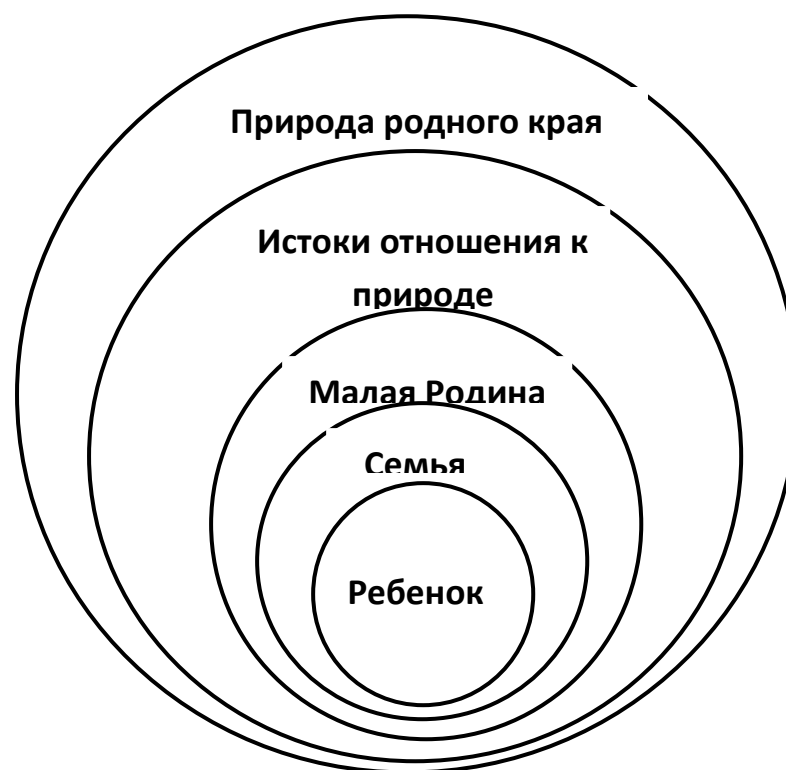 Природа родного края
Истоки отношения к
природе
Малая Родина
Семья
Ребенок